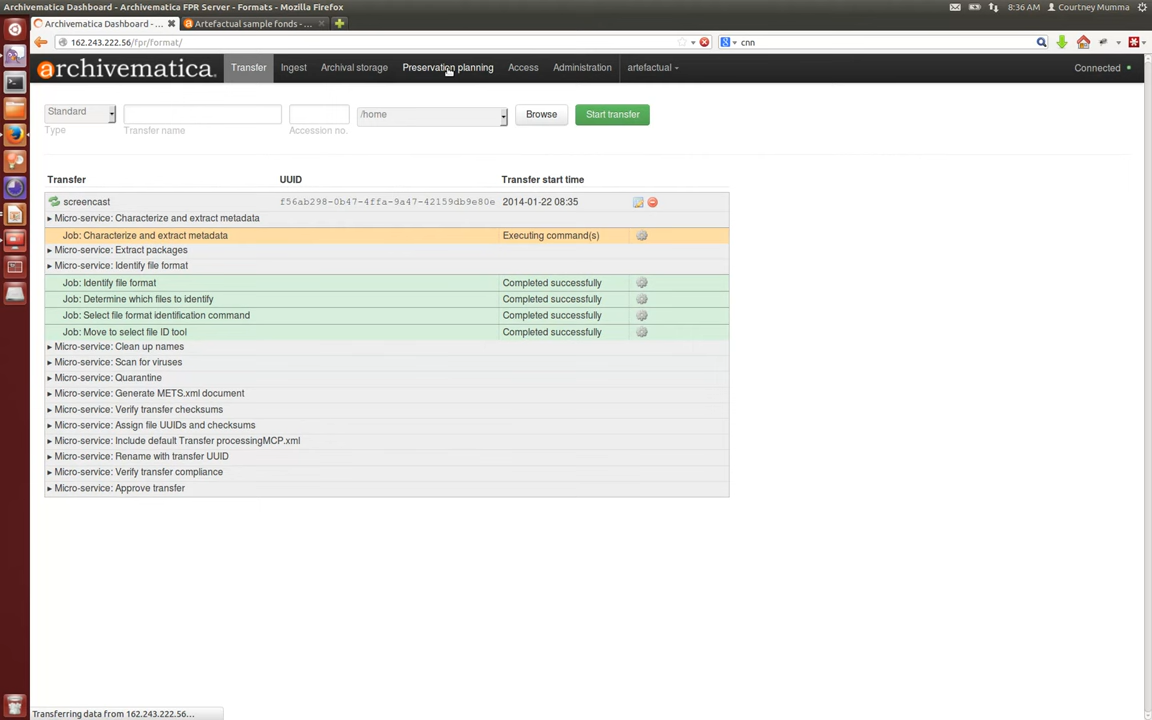 Archivematica Dashboard - Archivematica FPR Server - Formats - Mozilla Firefox
8:36 AM Courtney Mumma
Archivematica Dashboard - ... Artefactual sample fonds - ...
162.243.222.56/fpr/format/ cnn
archivematica Transfer Ingest Archival storage Preservation planning Access Administration artefactual Connected
Standard /home Browse Start transfer
Type Transfer name Accession no.
Transfer UUID Transfer start time
screencast f56ab298-0b47-4ffa-9a47-42159db9e80e 2014-01-22 08:35
Micro-service: Characterize and extract metadata
Job: Characterize and extract metadata Executing command(s)
Micro-service: Extract packages
Micro-service: Identify file format
Job: Identify file format Completed successfully
Job: Determine which files to identify Completed successfully
Job: Select file format identification command Completed successfully
Job: Move to select file ID tool Completed successfully
Micro-service: Clean up names
Micro-service: Scan for viruses
Micro-service: Quarantine
Micro-service: Generate METS.xml document
Micro-service: Verify transfer checksums
Micro-service: Assign file UUIDs and checksums
Micro-service: Include default Transfer processingMCP.xml
Micro-service: Rename with transfer UUID
Micro-service: Verify transfer compliance
Micro-service: Approve transfer
Transferring data from 162.243.222.56...